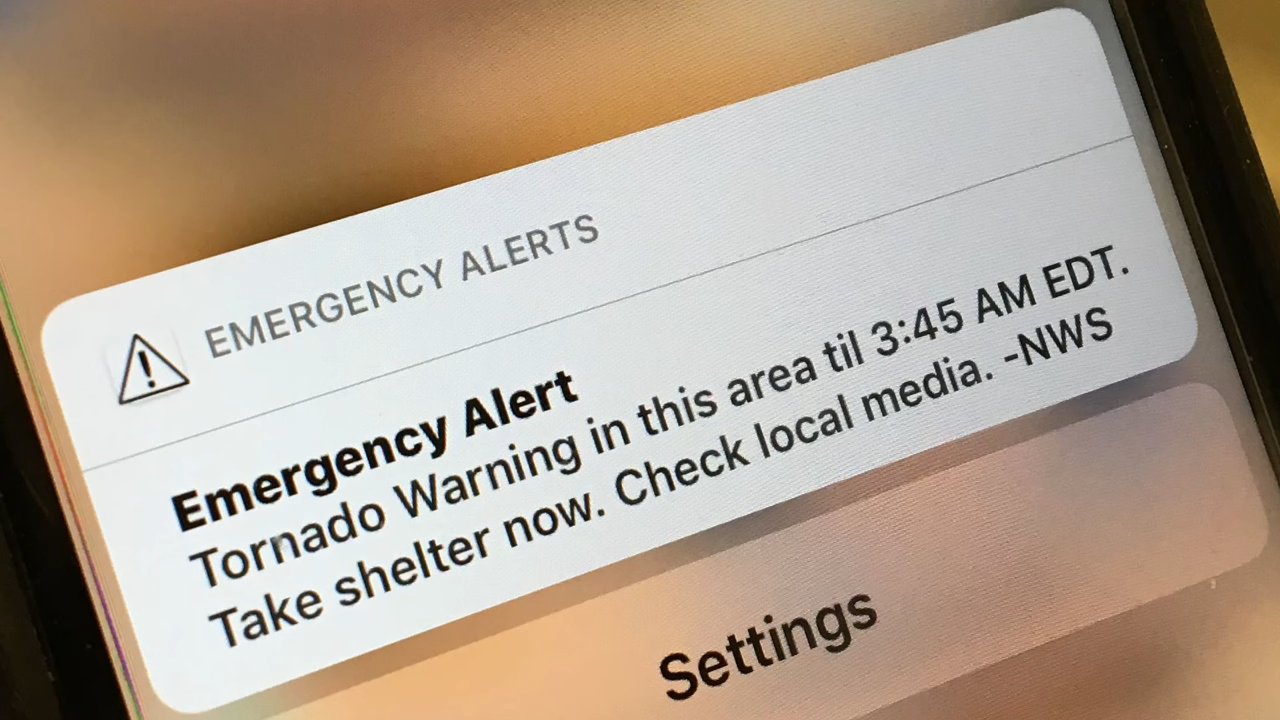 EMERGENCY ALERTS
Emergency Alert
Tornado Warning in this area til 3:45 AM EDT.
Take shelter now. Check local media. -NWS
Settings